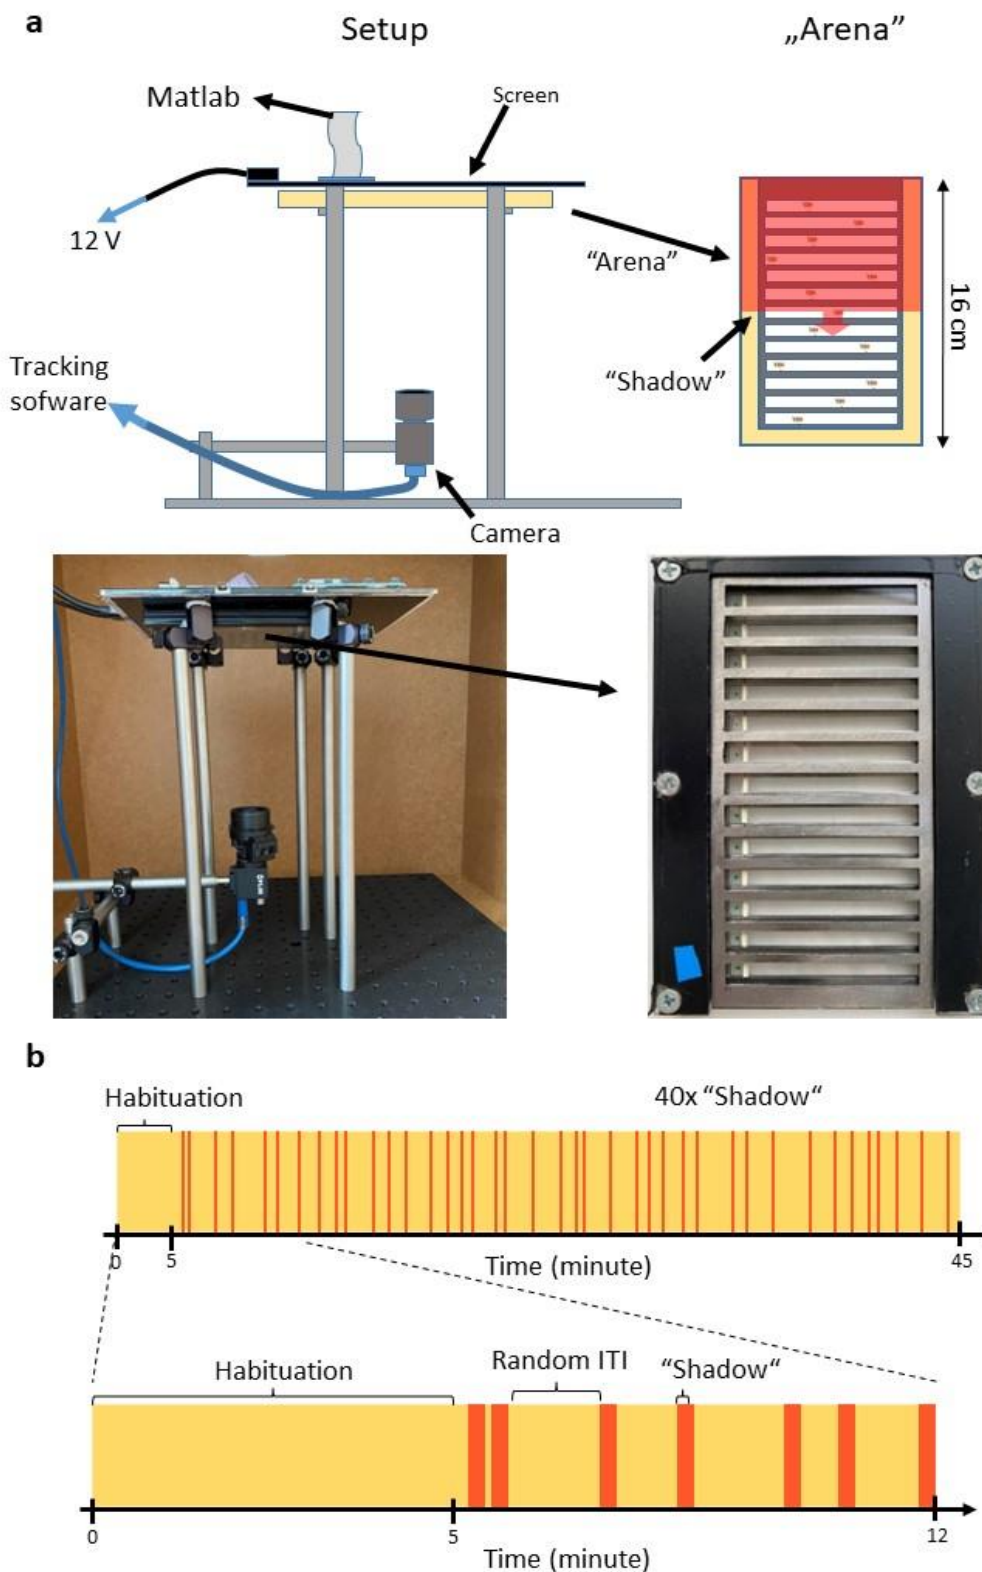 a
Setup
„Arena”
Matlab
Screen
12 V
“Arena”
16 cm
“Shadow”
Tracking
sofware
Camera
b
Habituation
40x “Shadow“
0
5
Time (minute)
45
Habituation
Random ITI
“Shadow“
0
5
Time (minute)
12